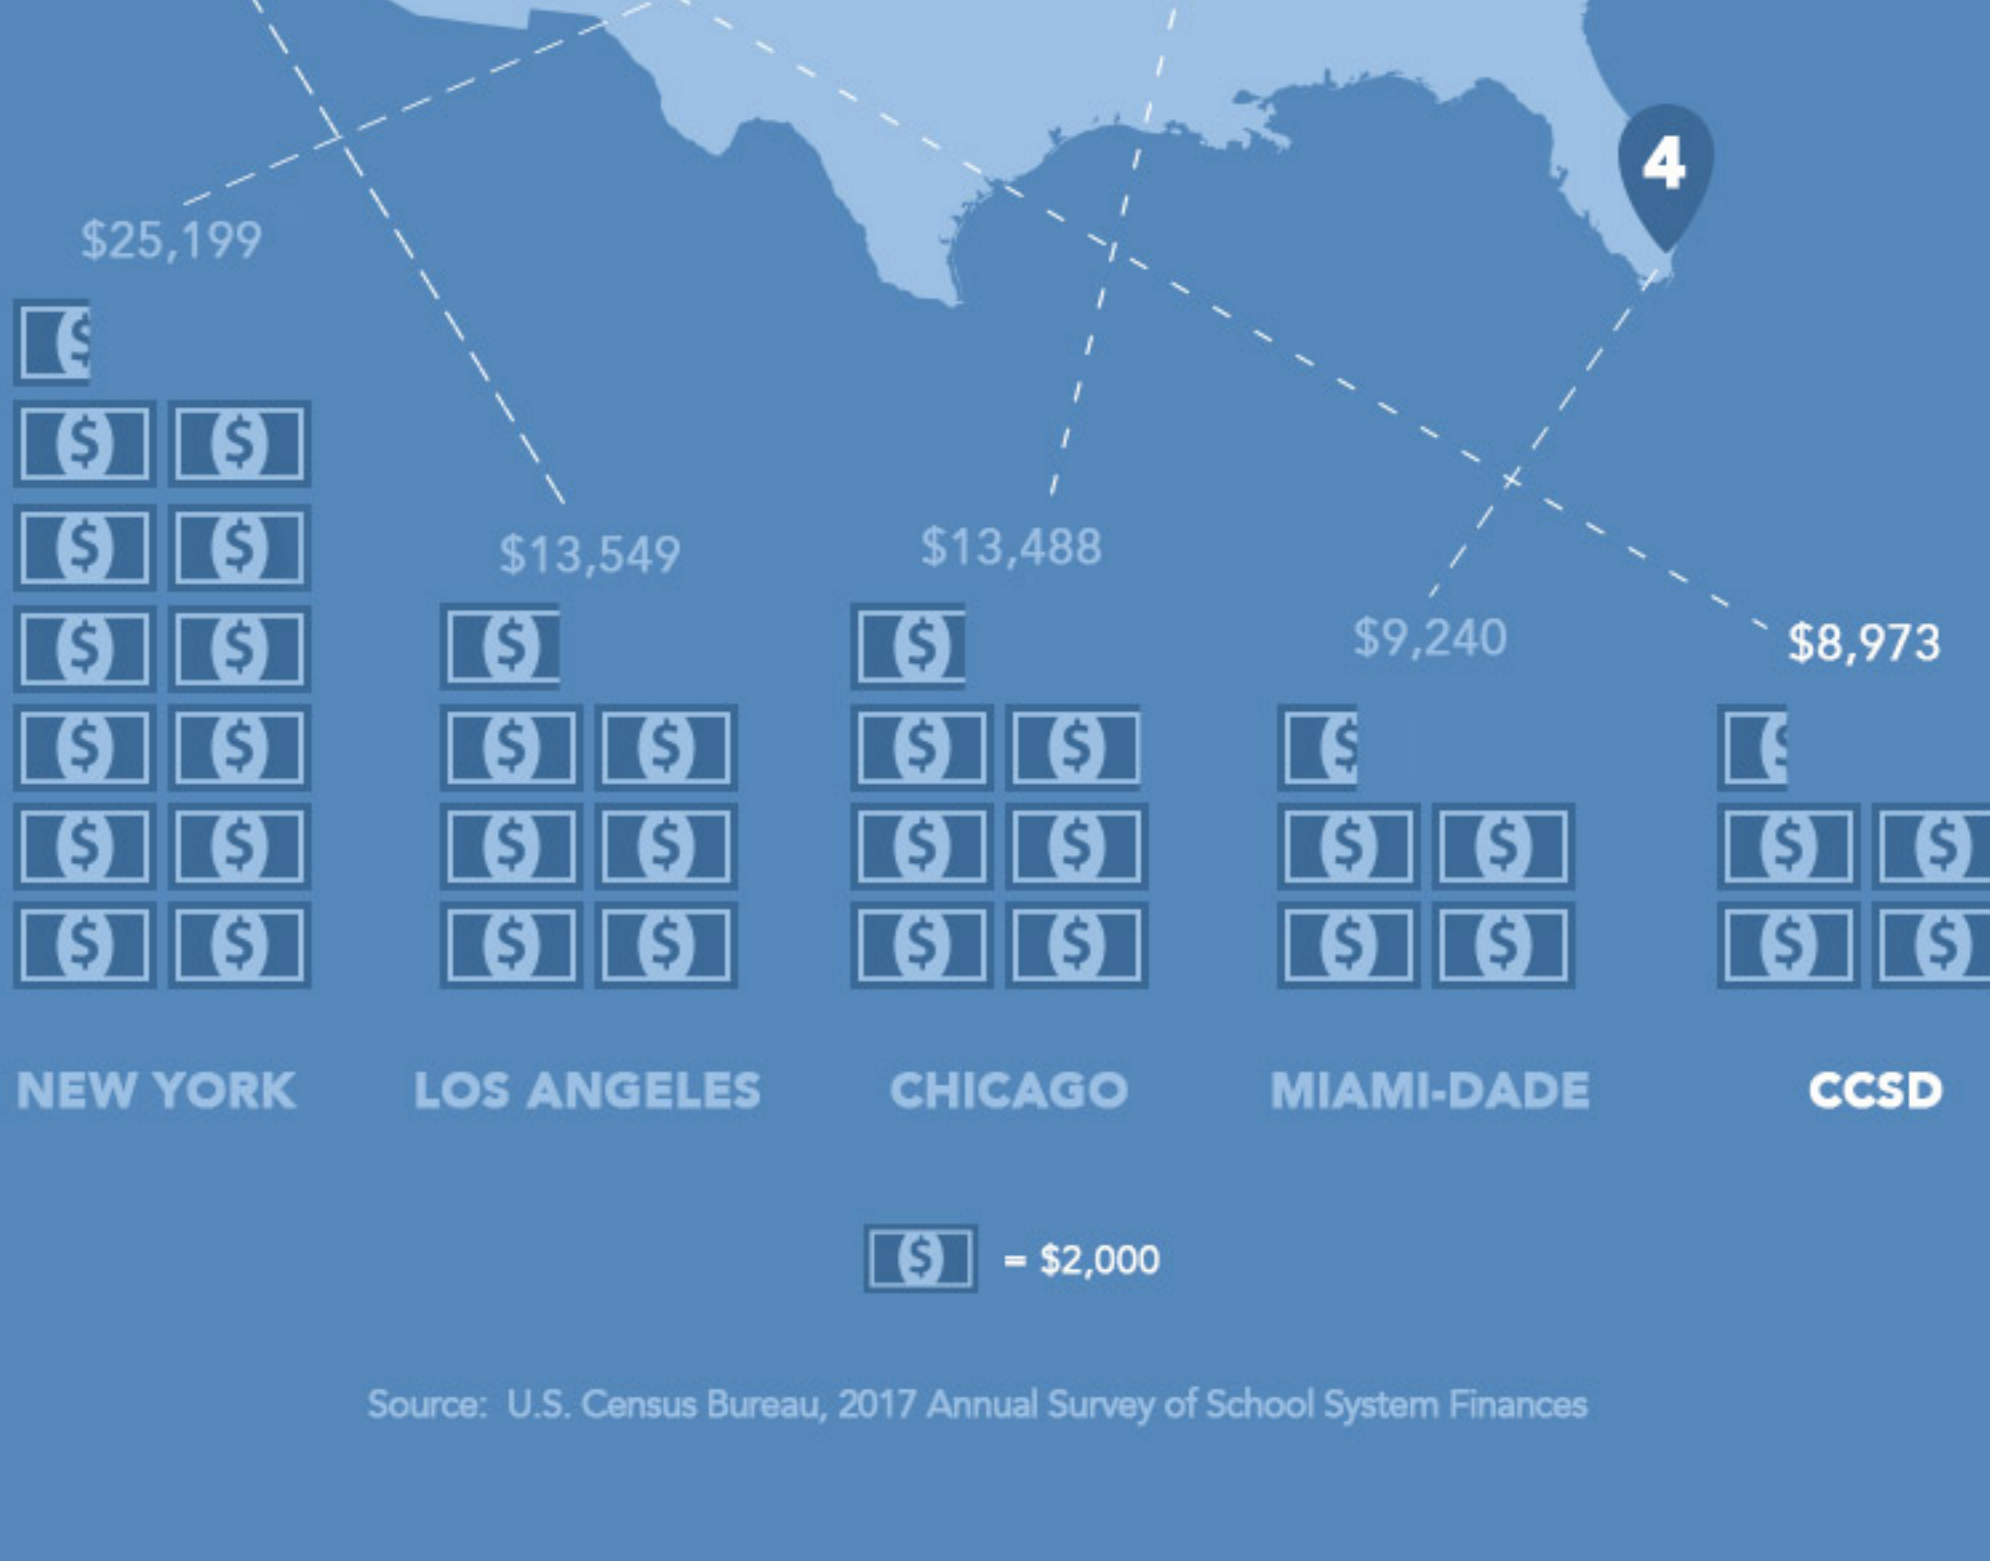 4
$25,199
$13,549
$13,488
$9,240
$8,973
NEW YORK
LOS ANGELES
CHICAGO
MIAMI-DADE
CCSD
$ = $2,000
Source: U.S. Census Bureau, 2017 Annual Survey of School System Finances